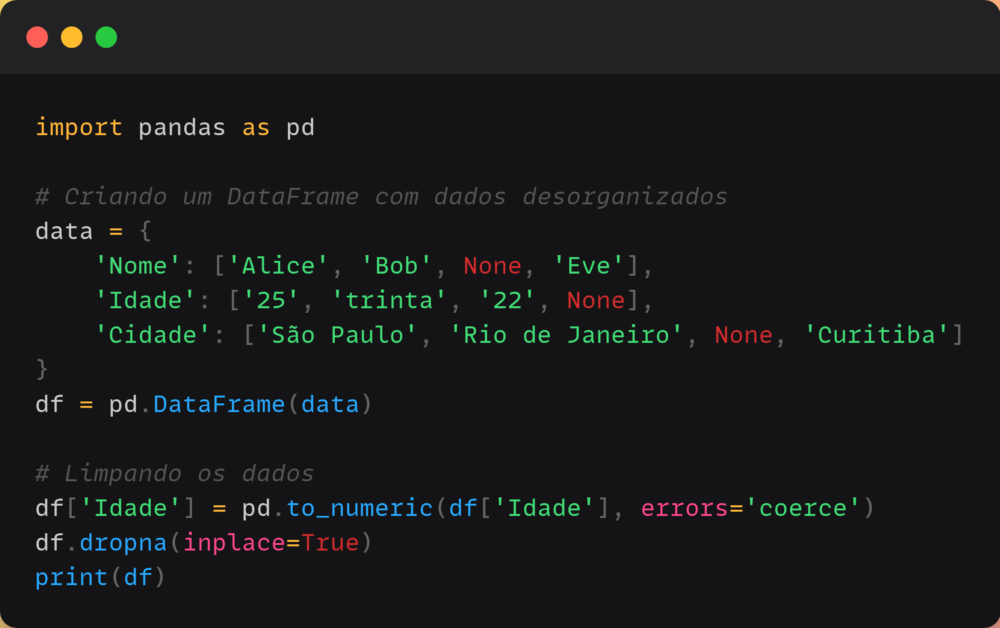 import pandas as pd
# Criando um DataFrame com dados desorganizados
data = {
    'Nome': ['Alice', 'Bob', None, 'Eve'],
    'Idade': ['25', 'trinta', '22', None],
    'Cidade': ['São Paulo', 'Rio de Janeiro', None, 'Curitiba']
}
df = pd.DataFrame(data)
# Limpando os dados
df['Idade'] = pd.to_numeric(df['Idade'], errors='coerce')
df.dropna(inplace=True)
print(df)